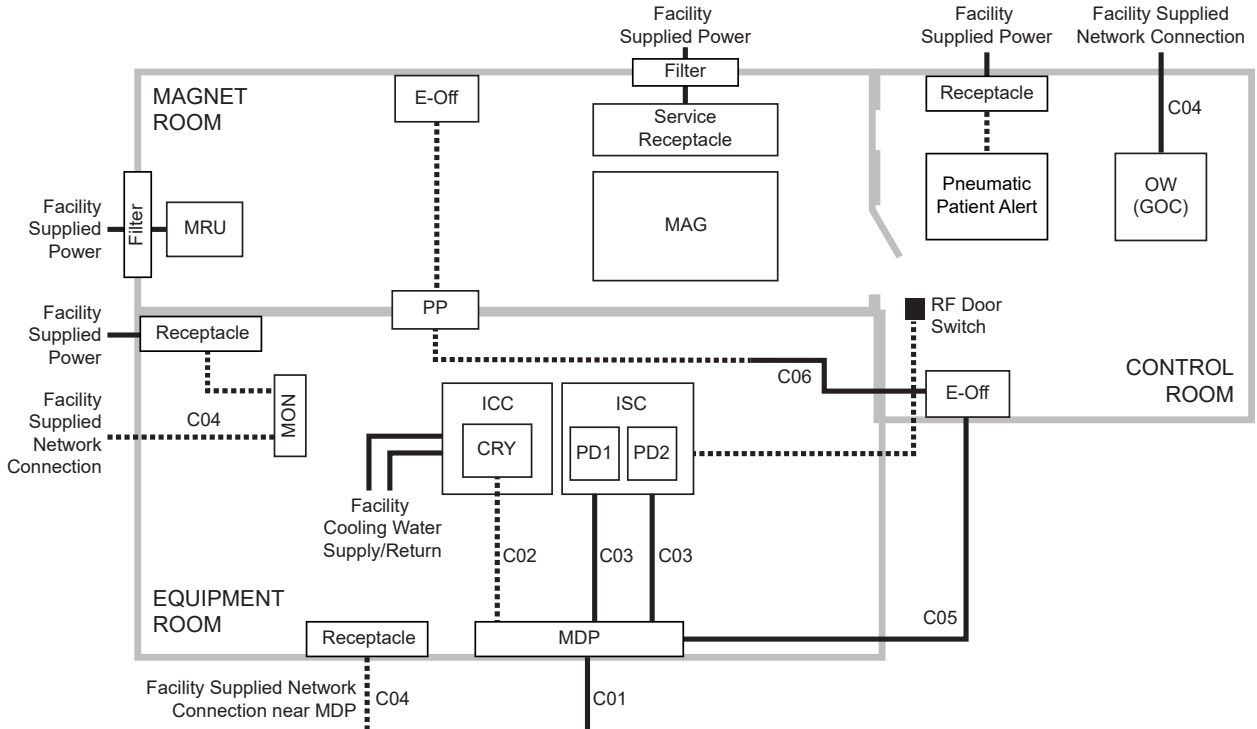 Facility
Supplied Power
Facility
Supplied Power
Facility Supplied
Network Connection
MAGNET
ROOM
E-Off
Filter
Service
Receptacle
Receptacle
C04
Pneumatic
Patient Alert
OW
(GOC)
Facility
Supplied
Power
Filter
MRU
MAG
Facility
Supplied
Power
Receptacle
PP
RF Door
Switch
C06
CONTROL
ROOM
E-Off
Facility
Supplied
Network
Connection
C04
MON
ICC
CRY
ISC
PD1
PD2
Facility
Cooling Water
Supply/Return
C02
C03
C03
EQUIPMENT
ROOM
C05
Receptacle
MDP
Facility Supplied Network
Connection near MDP
C04
C01